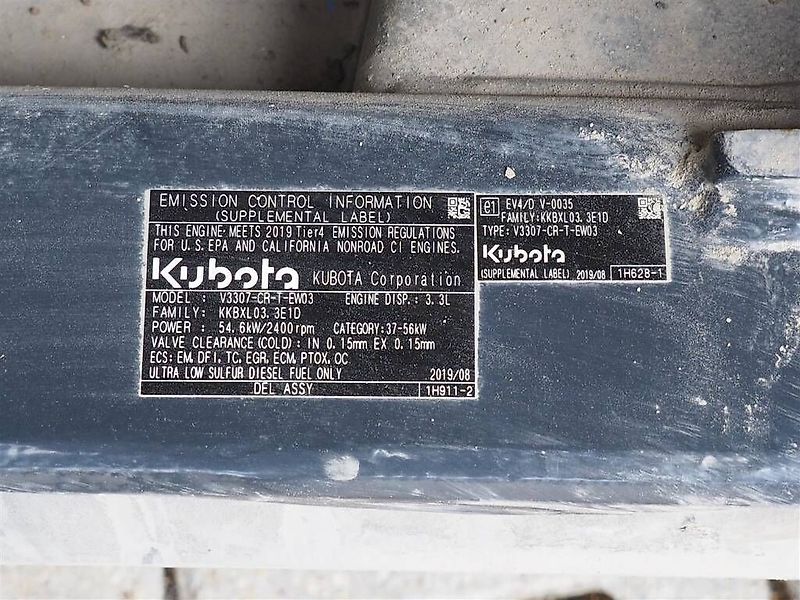 EMISSION CONTROL INFORMATION
(SUPPLEMENTAL LABEL)
THIS ENGINE MEETS 2019 Tier4 EMISSION REGULATIONS
FOR U.S. EPA AND CALIFORNIA NONROAD CI ENGINES.
Kubota KUBOTA Corporation
MODEL : V3307-CR-T-EW03 ENGINE DISP.: 3.3L
FAMILY: KKBXL03.3E1D
POWER : 54.6kW/2400rpm CATEGORY:37-56kW
VALVE CLEARANCE(COLD): IN 0.15mm EX 0.15mm
ECS: EM, DFI, TC, EGR, ECM, PTOX, OC
ULTRA LOW SULFUR DIESEL FUEL ONLY 2019/08
DEL ASSY 1H911-2
e1 EV4/D V-0035
FAMILY:KKBXL03.3E1D
TYPE: V3307-CR-T-EW03
Kubota
(SUPPLEMENTAL LABEL) 2019/08 1H628-1